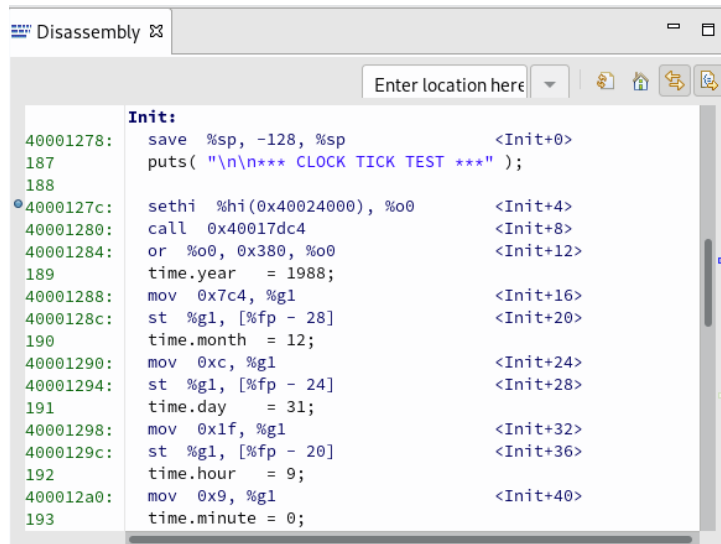 Disassembly
Enter location here
Init:
40001278: save %sp, -128, %sp <Init+0>
187 puts( "\n\n*** CLOCK TICK TEST ***" );
188
4000127c: sethi %hi(0x40024000), %o0 <Init+4>
40001280: call 0x40017dc4 <Init+8>
40001284: or %o0, 0x380, %o0 <Init+12>
189 time.year = 1988;
40001288: mov 0x7c4, %g1 <Init+16>
4000128c: st %g1, [%fp - 28] <Init+20>
190 time.month = 12;
40001290: mov 0xc, %g1 <Init+24>
40001294: st %g1, [%fp - 24] <Init+28>
191 time.day = 31;
40001298: mov 0x1f, %g1 <Init+32>
4000129c: st %g1, [%fp - 20] <Init+36>
192 time.hour = 9;
400012a0: mov 0x9, %g1 <Init+40>
193 time.minute = 0;